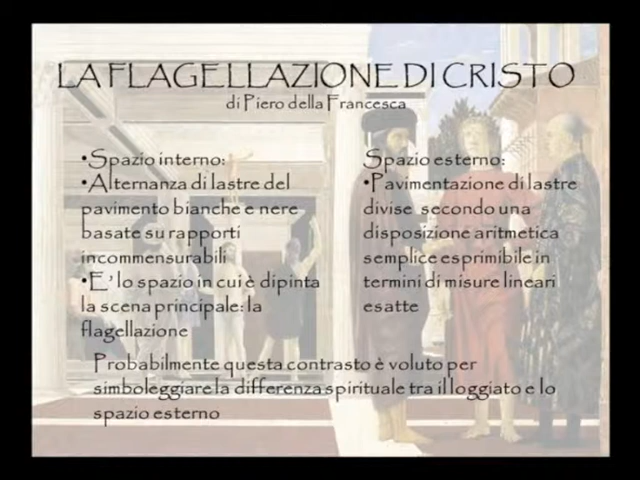 LA FLAGELLAZIONE DI CRISTO
di Piero della Francesca
•Spazio interno:
•Alternanza di lastre del
pavimento bianche e nere
basate su rapporti
incommensurabili
•E' lo spazio in cui è dipinta
la scena principale: la
flagellazione
Spazio esterno:
•Pavimentazione di lastre
divise secondo una
disposizione aritmetica
semplice esprimibile in
termini di misure lineari
esatte
Probabilmente questa contrasto è voluto per
simboleggiare la differenza spirituale tra il loggiato e lo
spazio esterno